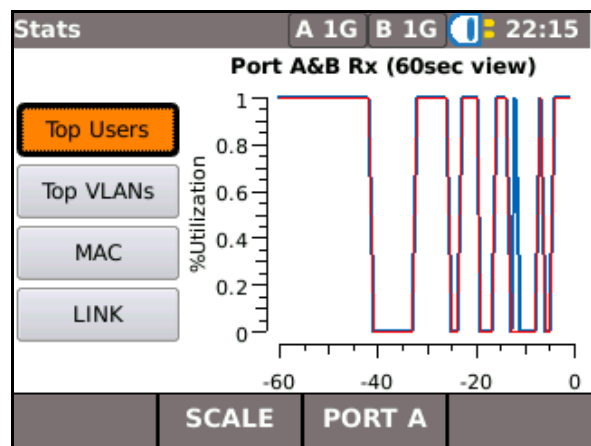 Stats A 1G B 1G 22:15
Port A&B Rx (60sec view)
Top Users
Top VLANs
MAC
LINK
%Utilization
1
0.8
0.6
0.4
0.2
0
-60 -40 -20 0
SCALE PORT A